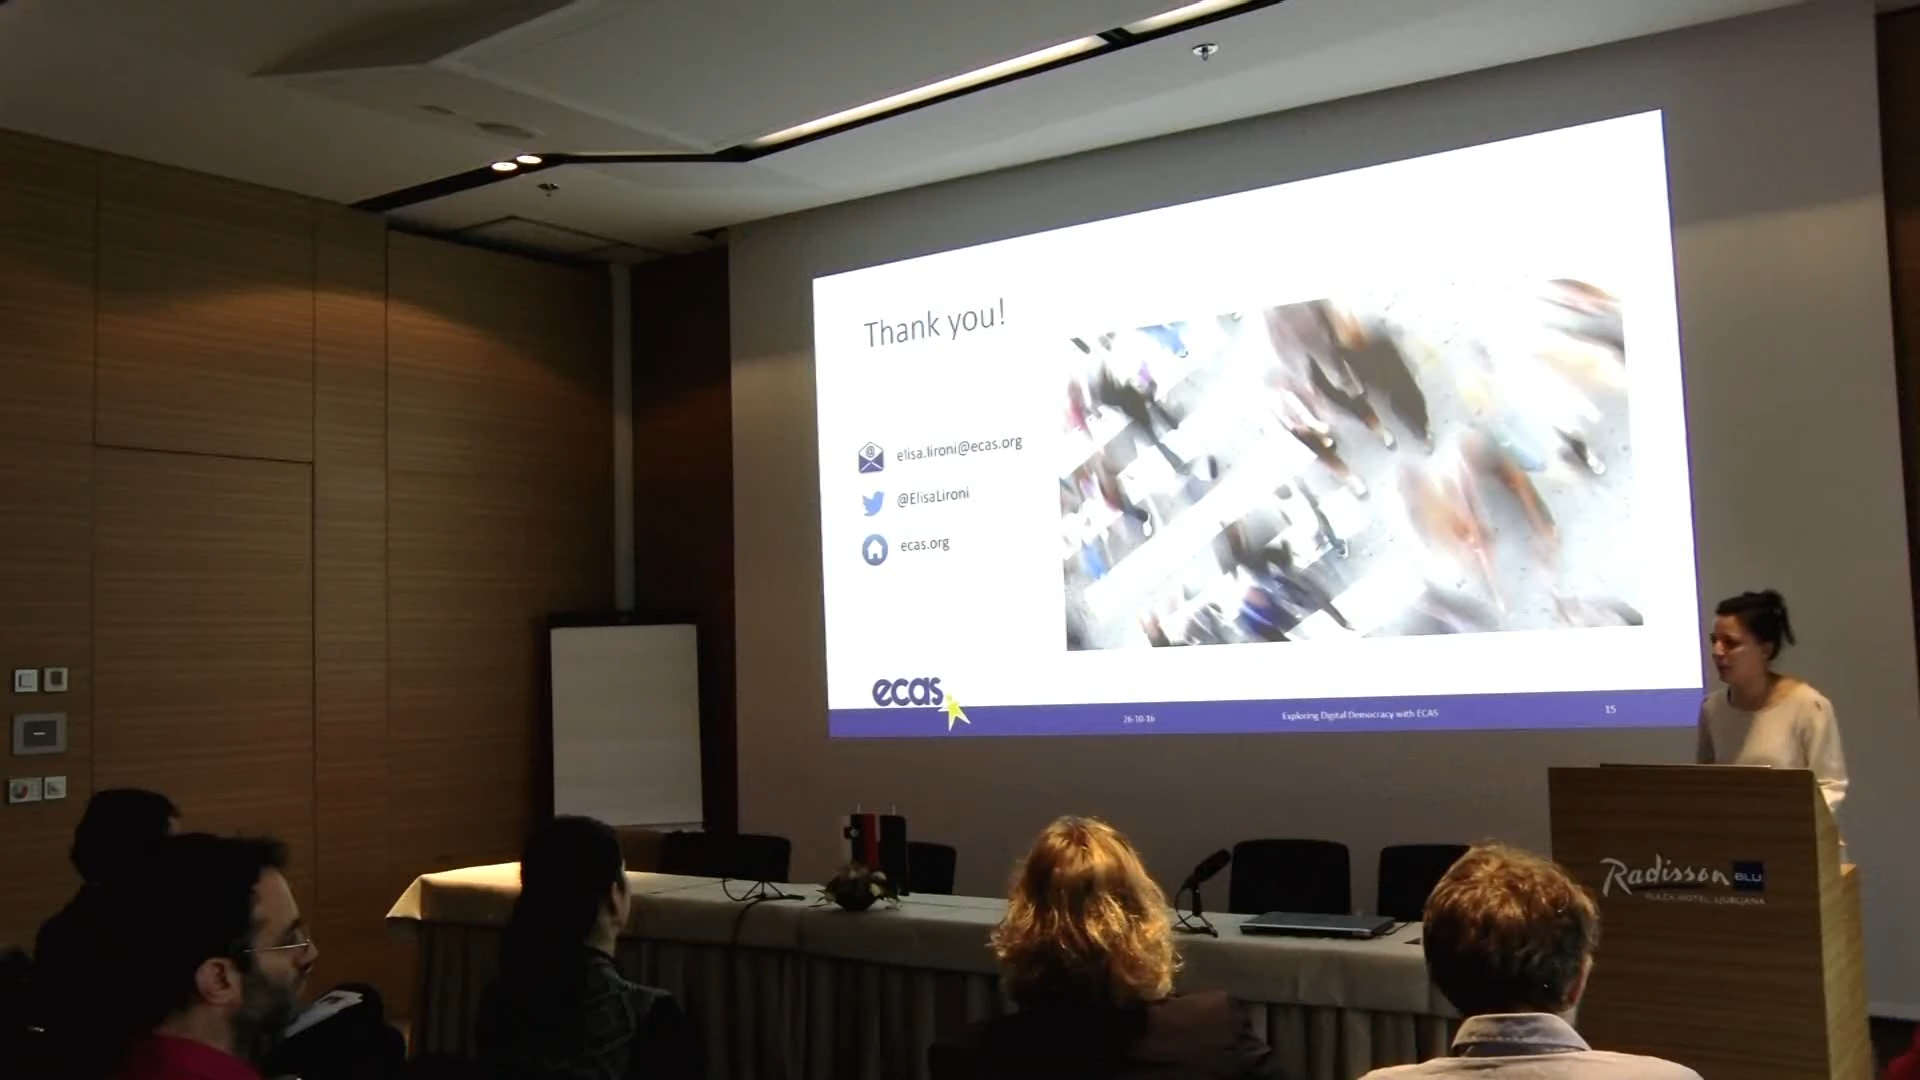 Thank you!
elisa.lironi@ecas.org
@ElisaLironi
ecas.org
ecas
26-10-16
Exploring Digital Democracy with ECAS
15
Radisson BLU
PLAZA HOTEL, LJUBLJANA